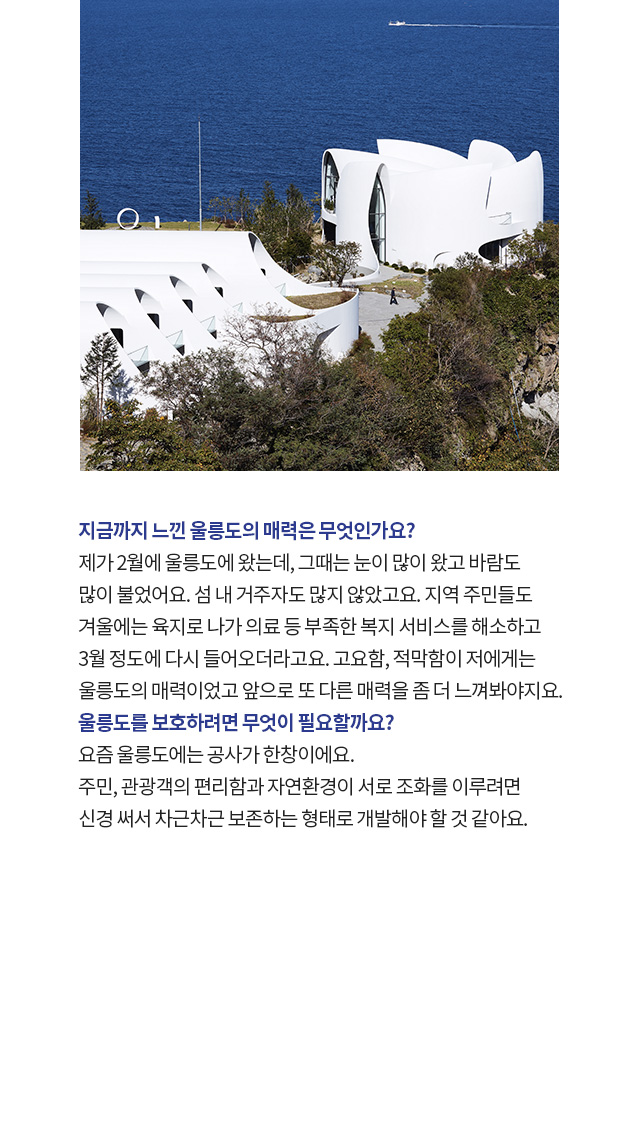 지금까지 느낀 울릉도의 매력은 무엇인가요?
제가 2월에 울릉도에 왔는데, 그때는 눈이 많이 왔고 바람도
많이 불었어요. 섬 내 거주자도 많지 않았고요. 지역 주민들도
겨울에는 육지로 나가 의료 등 부족한 복지 서비스를 해소하고
3월 정도에 다시 들어오더라고요. 고요함, 적막함이 저에게는
울릉도의 매력이었고 앞으로 또 다른 매력을 좀 더 느껴봐야지요.
울릉도를 보호하려면 무엇이 필요할까요?
요즘 울릉도에는 공사가 한창이에요.
주민, 관광객의 편리함과 자연환경이 서로 조화를 이루려면
신경 써서 차근차근 보존하는 형태로 개발해야 할 것 같아요.